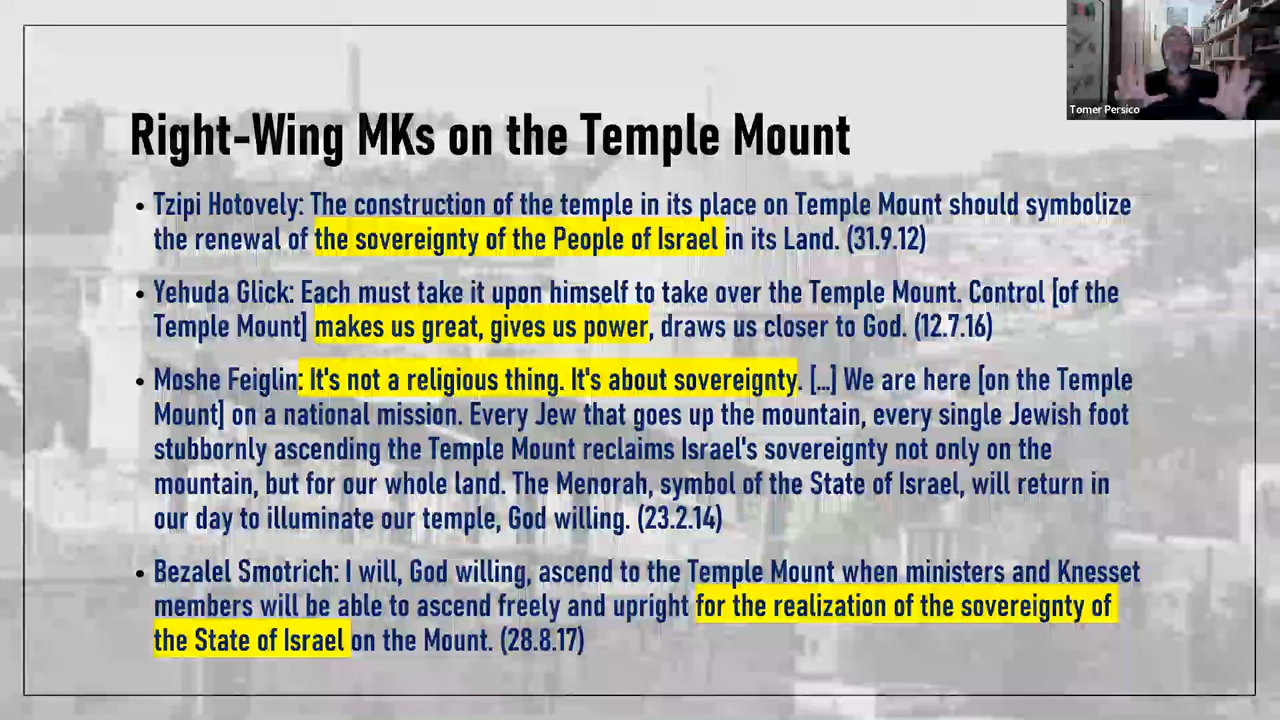 Tomer Persico
Right-Wing MKs on the Temple Mount
• Tzipi Hotovely: The construction of the temple in its place on Temple Mount should symbolize
the renewal of the sovereignty of the People of Israel in its Land. (31.9.12)
• Yehuda Glick: Each must take it upon himself to take over the Temple Mount. Control [of the
Temple Mount] makes us great, gives us power, draws us closer to God. (12.7.16)
• Moshe Feiglin: It's not a religious thing. It's about sovereignty. [...] We are here [on the Temple
Mount] on a national mission. Every Jew that goes up the mountain, every single Jewish foot
stubbornly ascending the Temple Mount reclaims Israel's sovereignty not only on the
mountain, but for our whole land. The Menorah, symbol of the State of Israel, will return in
our day to illuminate our temple, God willing. (23.2.14)
• Bezalel Smotrich: I will, God willing, ascend to the Temple Mount when ministers and Knesset
members will be able to ascend freely and upright for the realization of the sovereignty of
the State of Israel on the Mount. (28.8.17)